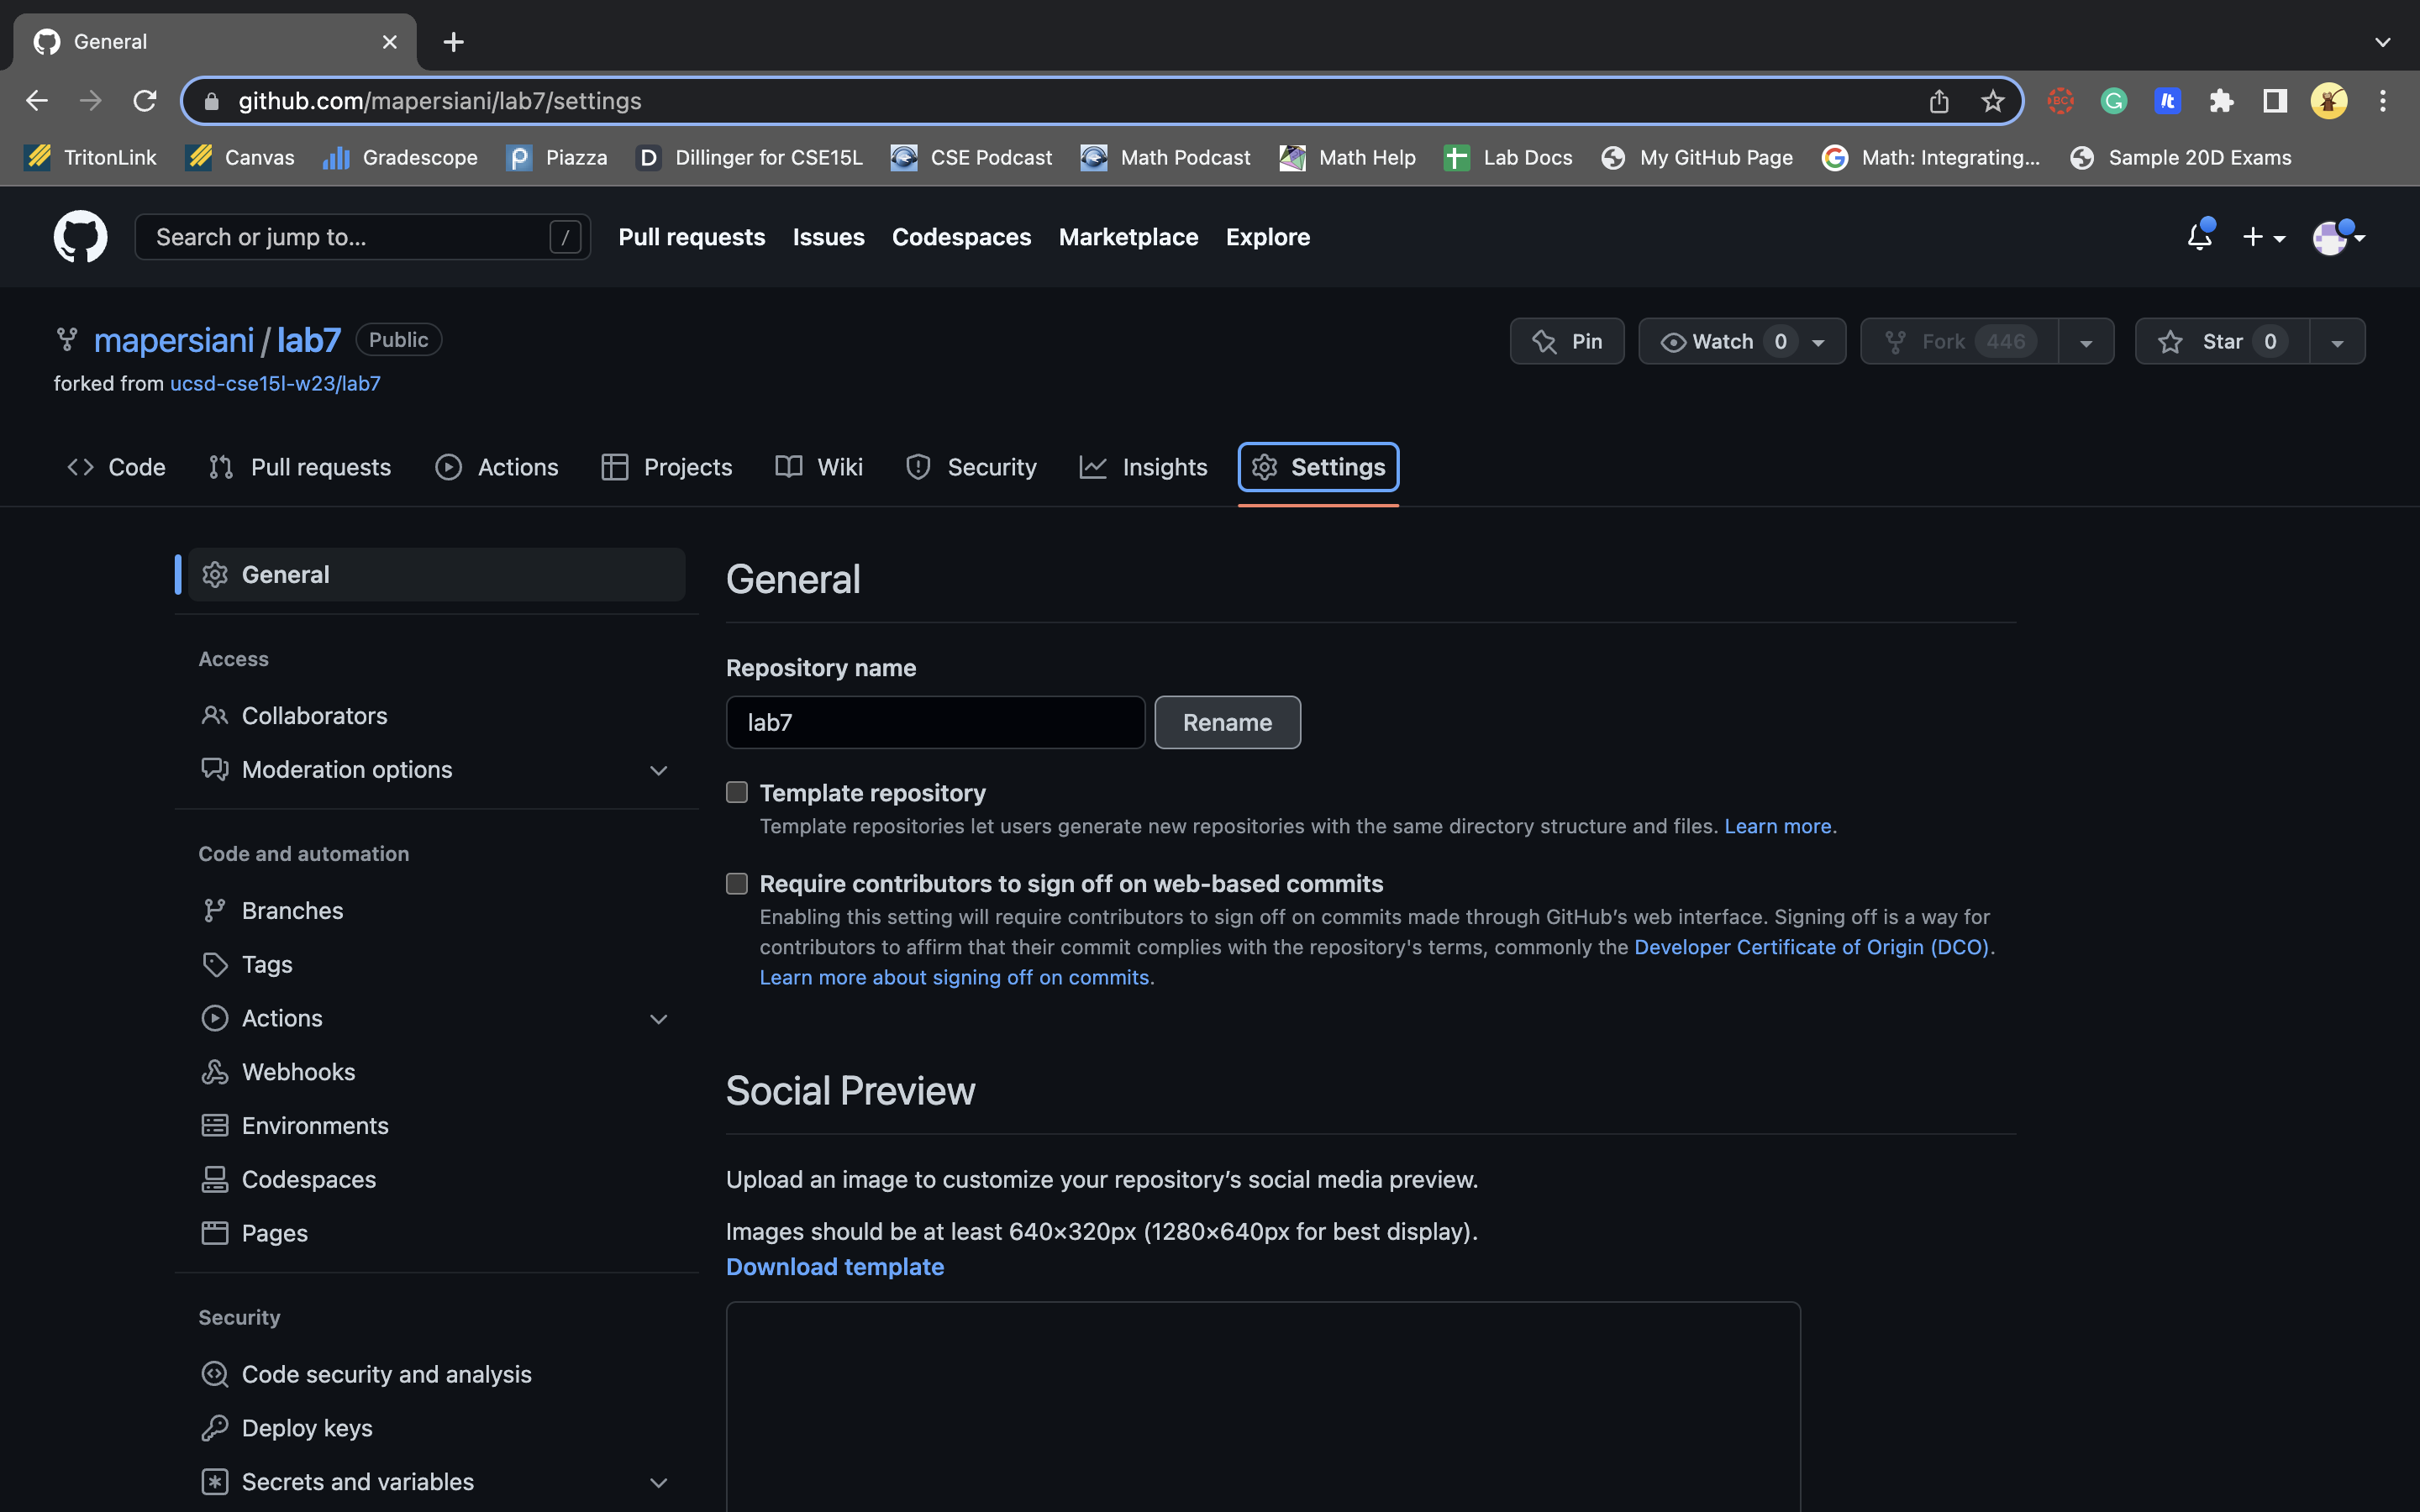 General
github.com/mapersiani/lab7/settings
TritonLink Canvas Gradescope Piazza Dillinger for CSE15L CSE Podcast Math Podcast Math Help Lab Docs My GitHub Page Math: Integrating... Sample 20D Exams
Search or jump to... / Pull requests Issues Codespaces Marketplace Explore
mapersiani / lab7 Public Pin Watch 0 Fork 446 Star 0
forked from ucsd-cse15l-w23/lab7
Code Pull requests Actions Projects Wiki Security Insights Settings
General
Access
Collaborators
Moderation options
Code and automation
Branches
Tags
Actions
Webhooks
Environments
Codespaces
Pages
Security
Code security and analysis
Deploy keys
Secrets and variables
General
Repository name
lab7 Rename
Template repository
Template repositories let users generate new repositories with the same directory structure and files. Learn more.
Require contributors to sign off on web-based commits
Enabling this setting will require contributors to sign off on commits made through GitHub’s web interface. Signing off is a way for
contributors to affirm that their commit complies with the repository's terms, commonly the Developer Certificate of Origin (DCO).
Learn more about signing off on commits.
Social Preview
Upload an image to customize your repository’s social media preview.
Images should be at least 640×320px (1280×640px for best display).
Download template